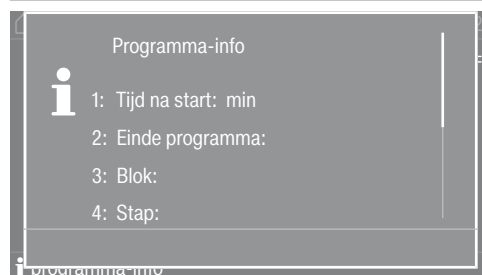 Programma-info
1: Tijd na start: min
2: Einde programma:
3: Blok:
4: Stap:
programma-info